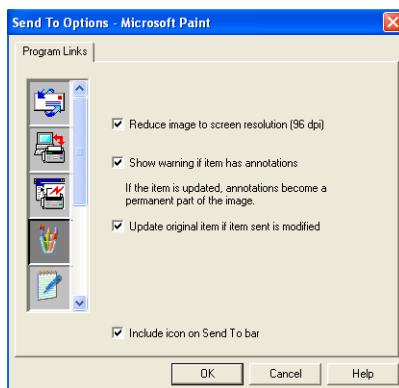 Send To Options - Microsoft Paint
Program Links
Reduce image to screen resolution (96 dpi)
Show warning if item has annotations
If the item is updated, annotations become a
permanent part of the image.
Update original item if item sent is modified
Include icon on Send To bar
OK
Cancel
Help